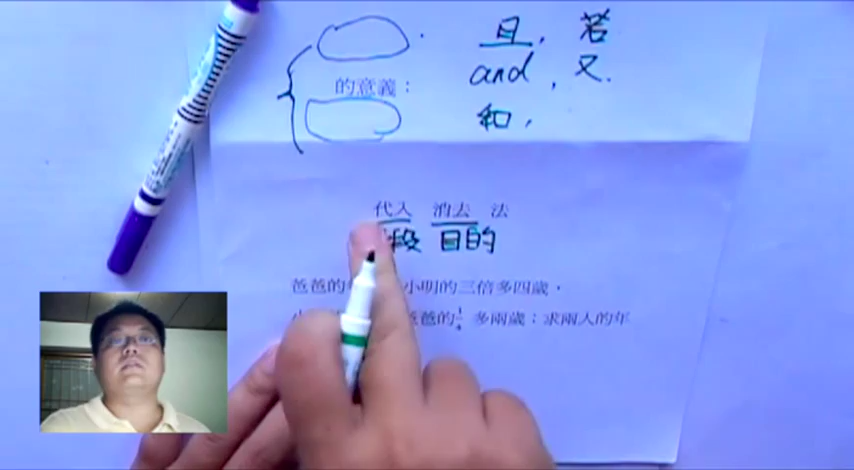 且, 若
and, 又.
的意義：
和,
代入 消去 法
段 目的
爸爸的 小明的三倍多四歲，
爸的 多兩歲；求兩人的年